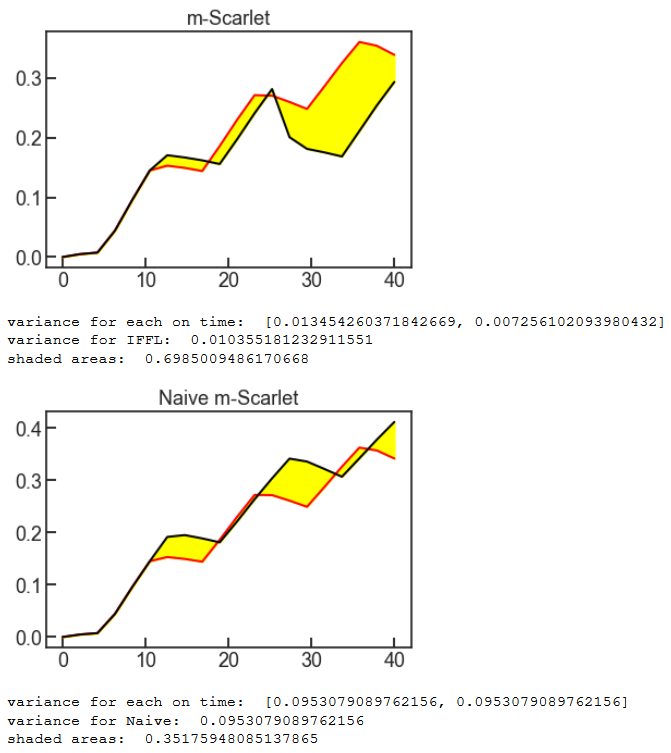 m-Scarlet
0.3
0.2
0.1
0.0
0 10 20 30 40
variance for each on time:  [0.013454260371842669, 0.007256102093980432]
variance for IFFL:  0.010355181232911551
shaded areas:  0.6985009486170668
Naive m-Scarlet
0.4
0.3
0.2
0.1
0.0
0 10 20 30 40
variance for each on time:  [0.0953079089762156, 0.0953079089762156]
variance for Naive:  0.0953079089762156
shaded areas:  0.35175948085137865